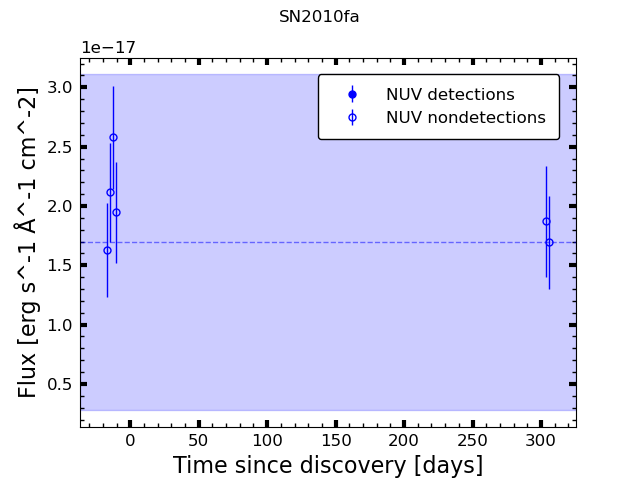 SN2010fa
1e−17
NUV detections
NUV nondetections
3.0
2.5
2.0
1.5
1.0
0.5
Flux [erg s^-1 Å^-1 cm^-2]
0 50 100 150 200 250 300
Time since discovery [days]